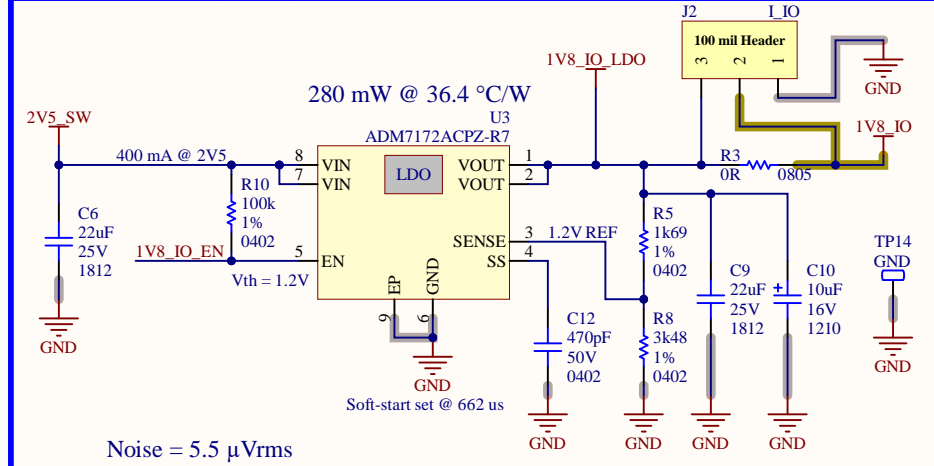 J2
I_IO
100 mil Header
3
2
1
GND
1V8_IO_LDO
1V8_IO
280 mW @ 36.4 °C/W
U3
ADM7172ACPZ-R7
2V5_SW
400 mA @ 2V5
8
7
VIN
VIN
LDO
VOUT
VOUT
1
2
R3
0R
0805
R10
100k
1%
0402
C6
22uF
25V
1812
GND
1V8_IO_EN
5
EN
Vth = 1.2V
SENSE
SS
3
4
1.2V REF
R5
1k69
1%
0402
EP
GND
9
6
GND
Soft-start set @ 662 us
C12
470pF
50V
0402
GND
R8
3k48
1%
0402
GND
C9
22uF
25V
1812
GND
+
C10
10uF
16V
1210
GND
TP14
GND
GND
Noise = 5.5 µVrms